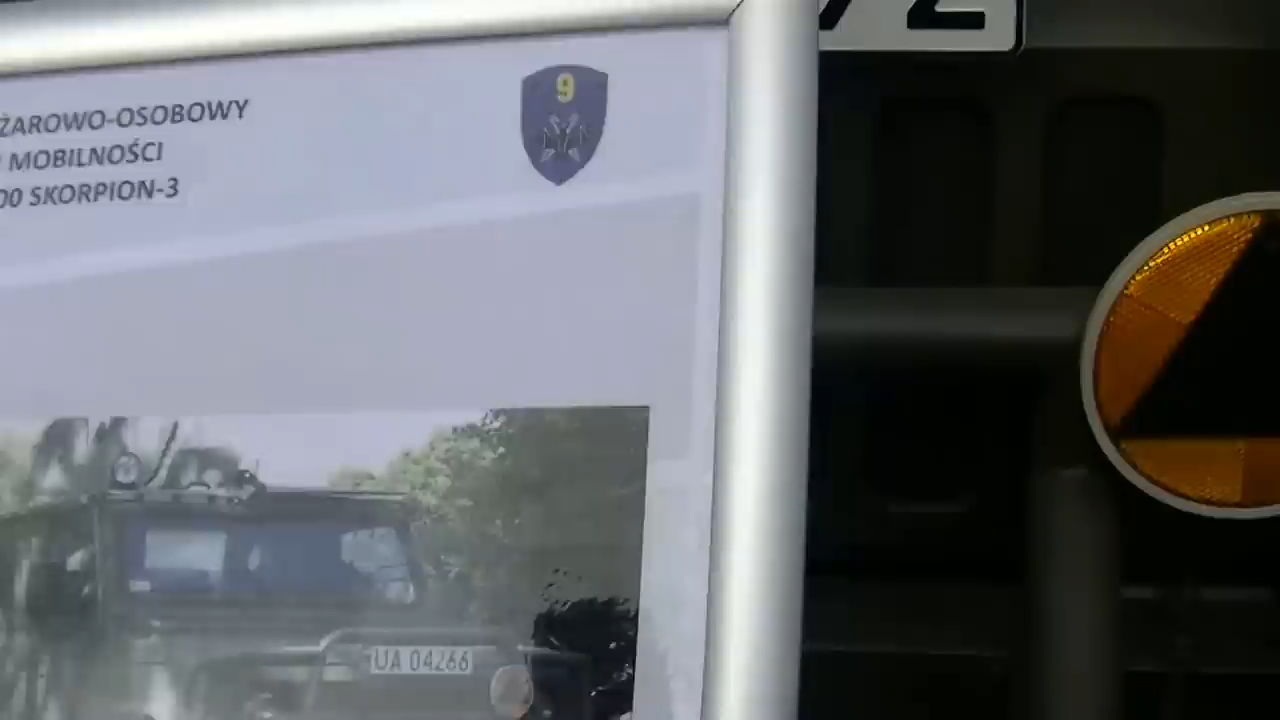 ŻAROWO-OSOBOWY
MOBILNOŚCI
00 SKORPION-3
9
UA 04266